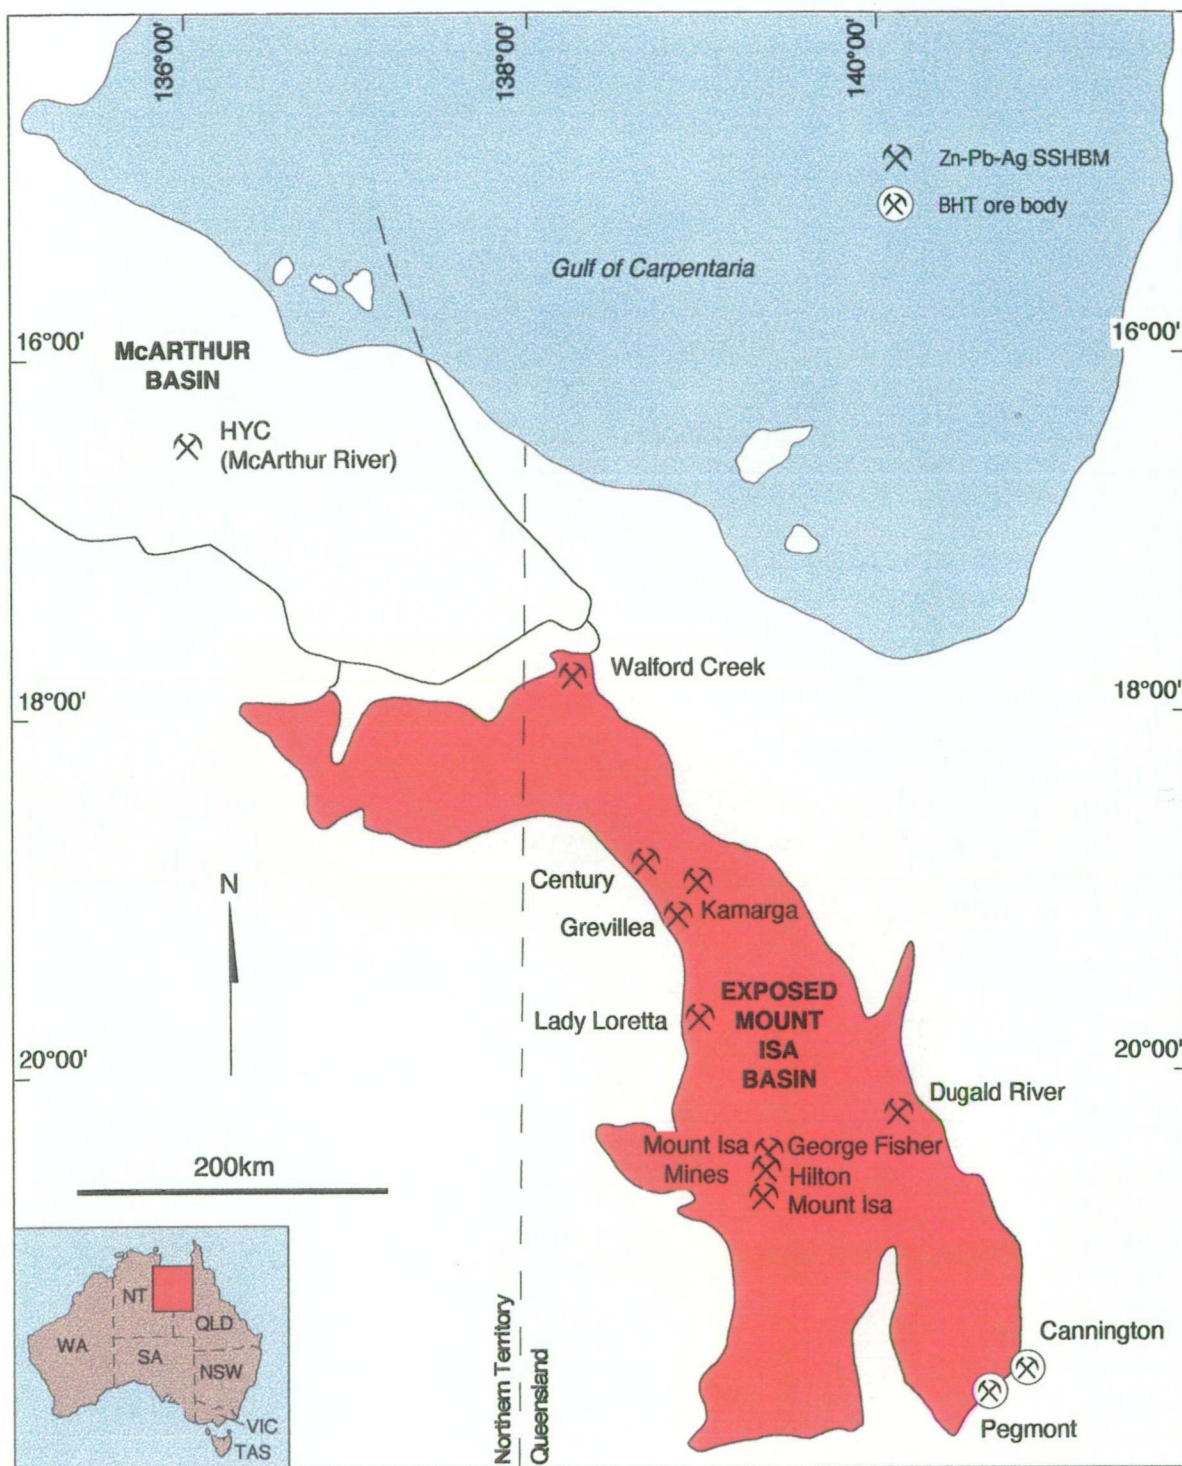 136°00'
138°00'
140°00'
Zn-Pb-Ag SSHBM
BHT ore body
Gulf of Carpentaria
16°00'
16°00'
McARTHUR
BASIN
HYC
(McArthur River)
Walford Creek
18°00'
18°00'
Century
Kamarga
Grevillea
N
EXPOSED
MOUNT
ISA
BASIN
Lady Loretta
20°00'
20°00'
Dugald River
Mount Isa
Mines
George Fisher
Hilton
Mount Isa
200km
NT
QLD
WA
SA
NSW
VIC
TAS
Northern Territory
Queensland
Cannington
Pegmont